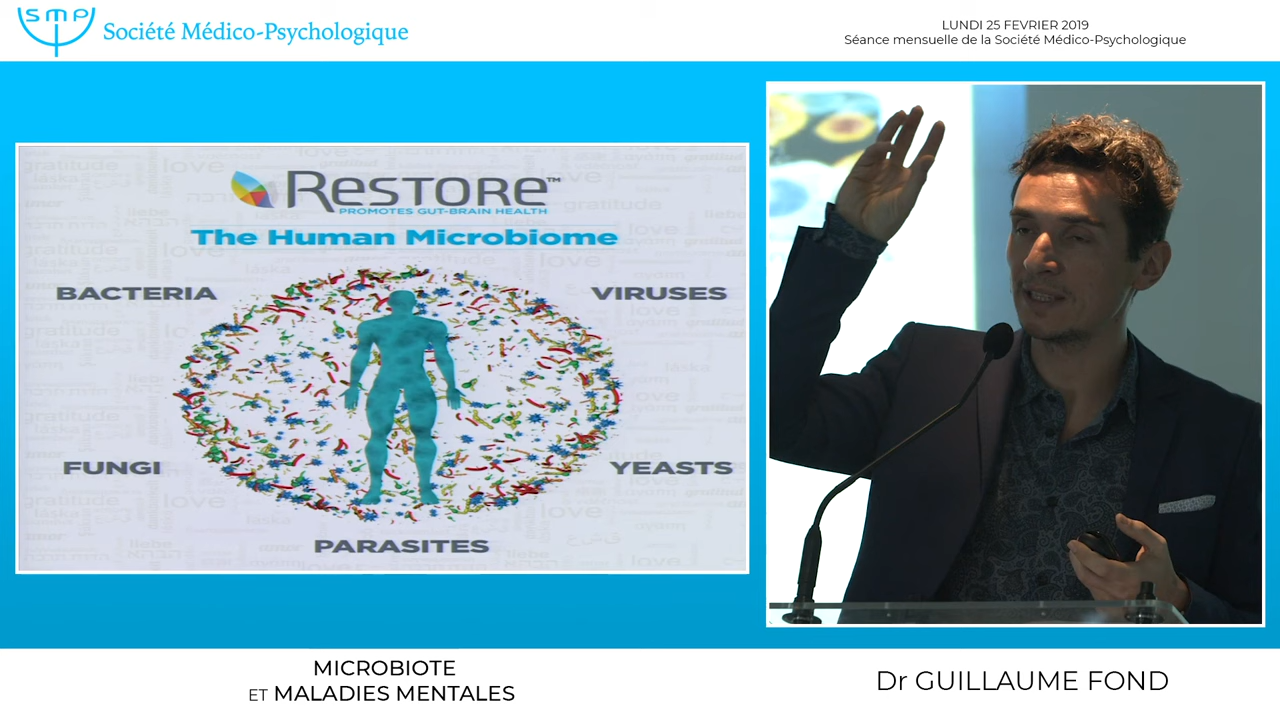 SMP
Société Médico-Psychologique
LUNDI 25 FEVRIER 2019
Séance mensuelle de la Société Médico-Psychologique
RESTORE™
PROMOTES GUT-BRAIN HEALTH
The Human Microbiome
BACTERIA
VIRUSES
FUNGI
YEASTS
PARASITES
MICROBIOTE
ET MALADIES MENTALES
Dr GUILLAUME FOND